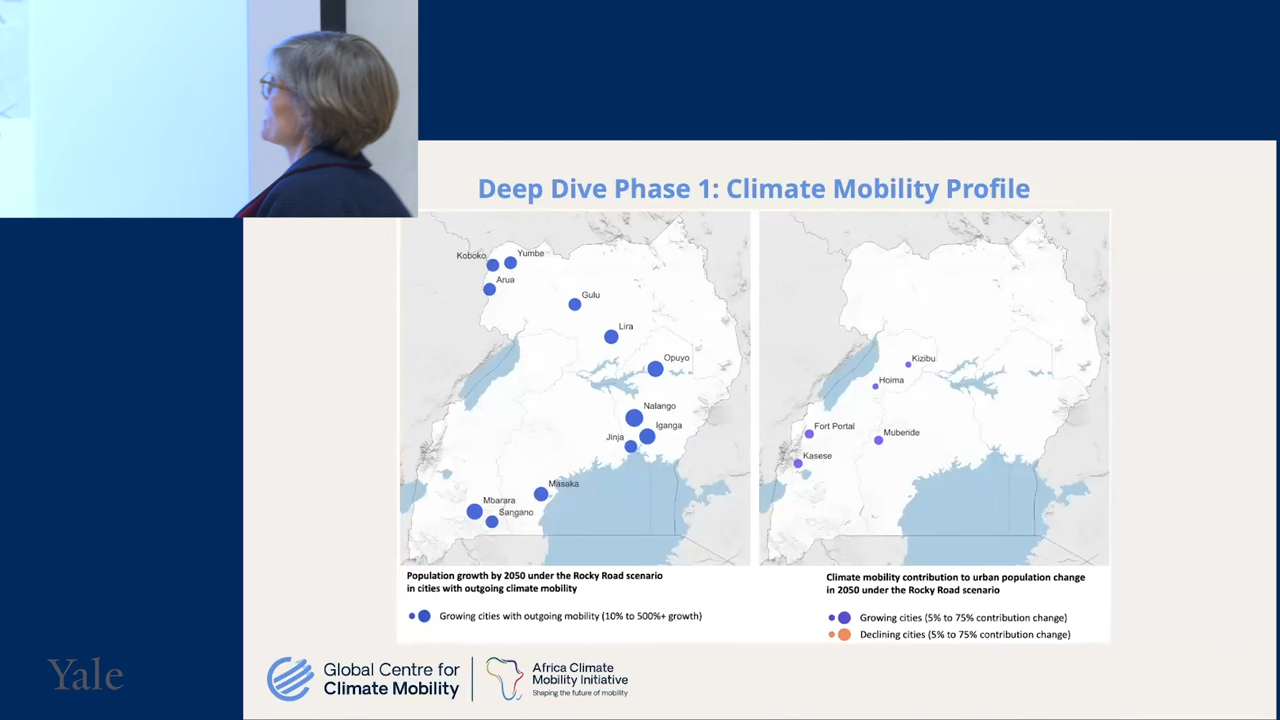 Deep Dive Phase 1: Climate Mobility Profile
Koboko
Yumbe
Arua
Gulu
Lira
Opuyo
Nalango
Iganga
Jinja
Masaka
Mbarara
Sangano
Kizibu
Hoima
Fort Portal
Mubende
Kasese
Population growth by 2050 under the Rocky Road scenario
in cities with outgoing climate mobility
Growing cities with outgoing mobility (10% to 500%+ growth)
Climate mobility contribution to urban population change
in 2050 under the Rocky Road scenario
Growing cities (5% to 75% contribution change)
Declining cities (5% to 75% contribution change)
Yale
Global Centre for
Climate Mobility
Africa Climate
Mobility Initiative
Shaping the future of mobility